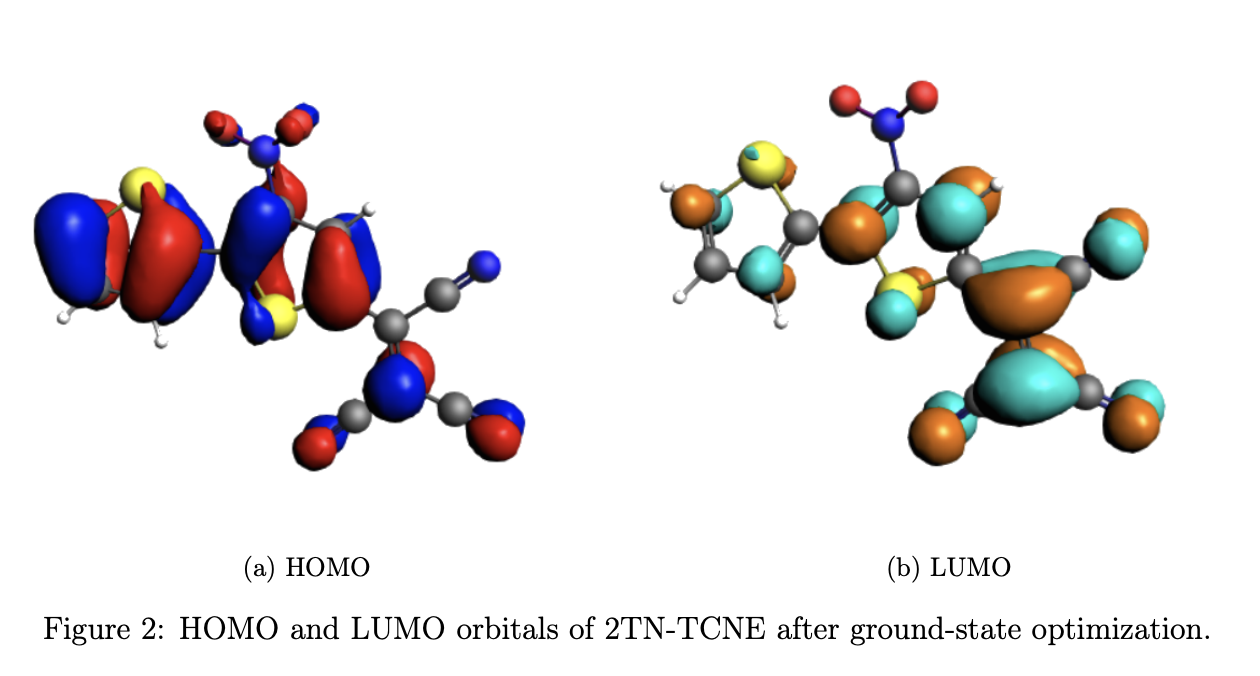 (a) HOMO
(b) LUMO
Figure 2: HOMO and LUMO orbitals of 2TN-TCNE after ground-state optimization.